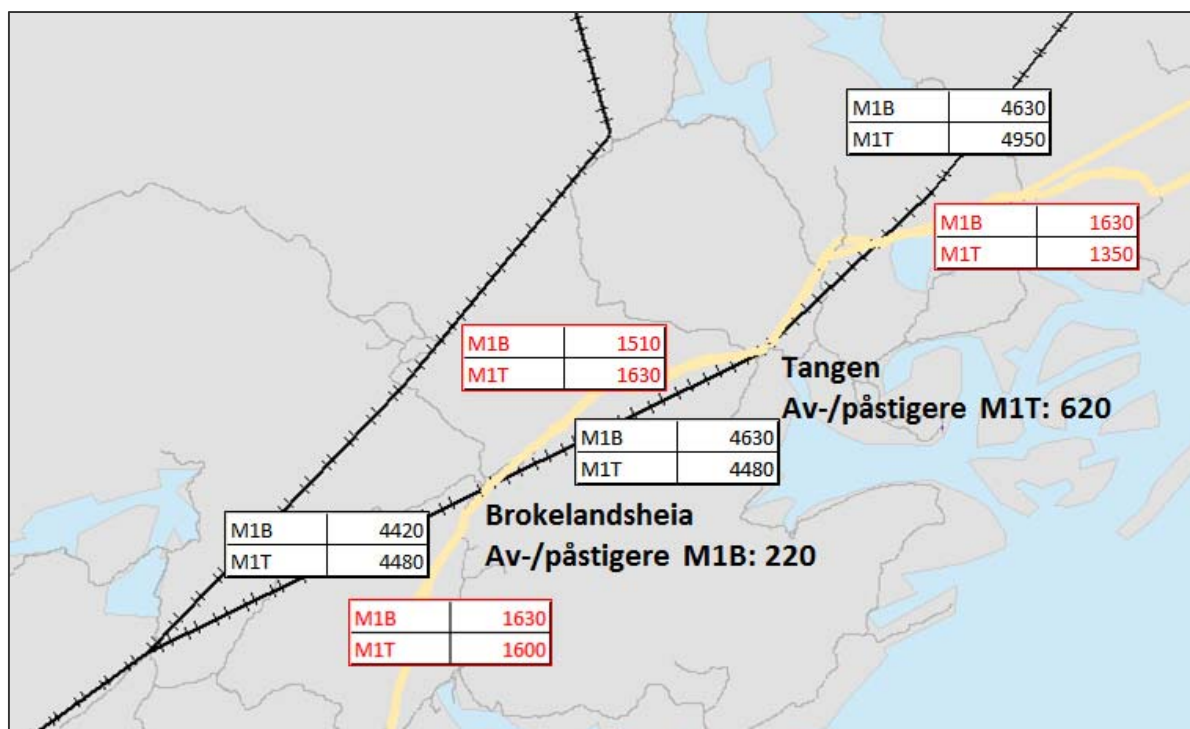 M1B 4630
M1T 4950
M1B 1630
M1T 1350
M1B 1510
M1T 1630
Tangen
Av-/påstigere M1T: 620
M1B 4630
M1T 4480
Brokelandsheia
Av-/påstigere M1B: 220
M1B 4420
M1T 4480
M1B 1630
M1T 1600